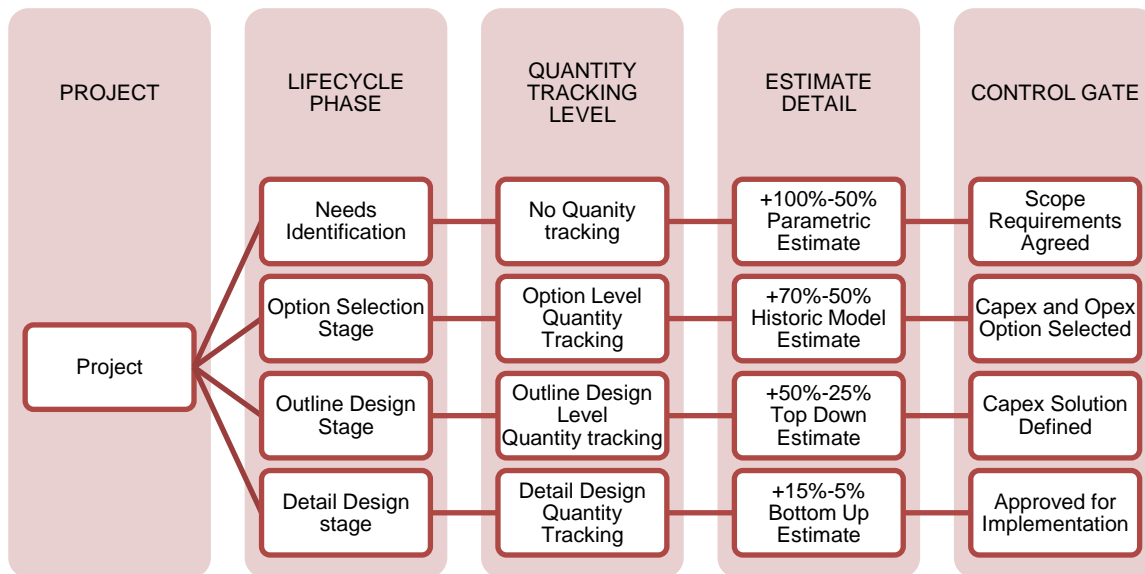 PROJECT
LIFECYCLE
PHASE
QUANTITY
TRACKING
LEVEL
ESTIMATE
DETAIL
CONTROL GATE
Project
Needs
Identification
No Quanity
tracking
+100%-50%
Parametric
Estimate
Scope
Requirements
Agreed
Option Selection
Stage
Option Level
Quantity
Tracking
+70%-50%
Historic Model
Estimate
Capex and Opex
Option Selected
Outline Design
Stage
Outline Design
Level
Quantity tracking
+50%-25%
Top Down
Estimate
Capex Solution
Defined
Detail Design
stage
Detail Design
Quantity
Tracking
+15%-5%
Bottom Up
Estimate
Approved for
Implementation